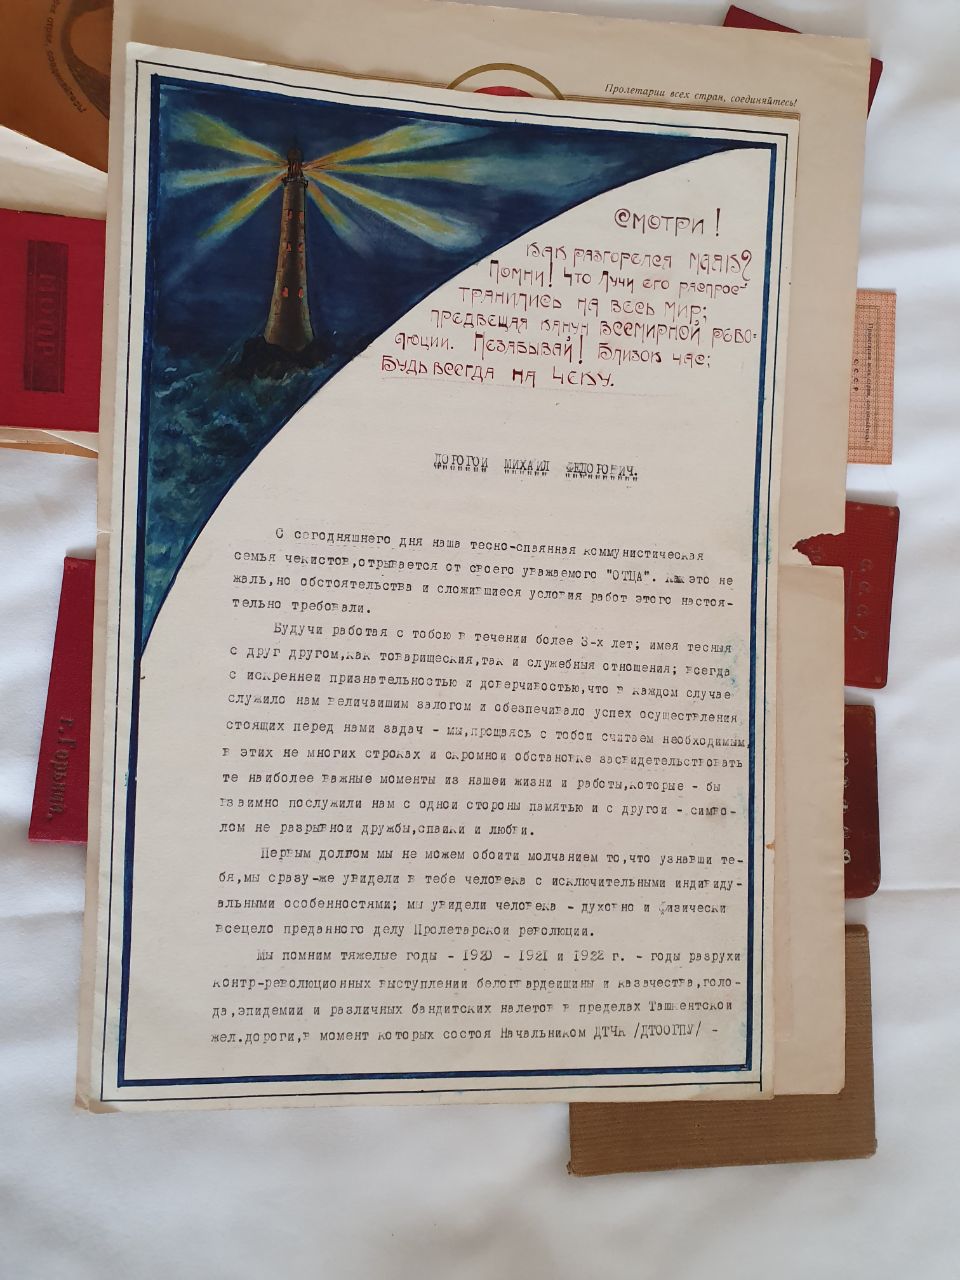 Пролетарии всех стран, соединяйтесь!
СМОТРИ!
КАК РАЗГОРЕЛСЯ МАЯК?
ПОМНИ! ЧТО ЛУЧИ ЕГО РАСПРОС-
ТРАНИЛИСЬ НА ВЕСЬ МИР;
ПРЕДВЕЩАЯ КАНУН ВСЕМИРНОЙ РЕВО-
ЛЮЦИИ. НЕЗАБЫВАЙ! БЛИЗОК ЧАС;
БУДЬ ВСЕГДА НА ЧЕКУ.
ДОРОГОЙ МИХАИЛ ФЕДОРОВИЧ.
С сегодняшнего дня наша тесно-спаянная коммунистическая
семья чекистов,отрывается от своего уважаемого "ОТЦА". Как это не
жаль,но обстоятельства и сложившиеся условия работ этого настоя-
тельно требовали.
Будучи работая с тобою в течении более 3-х лет; имея тесныя
с друг другом,как товарищеския,так и служебныя отношения; всегда
с искренней признательностью и доверчивостью,что в каждом случае
служило нам величайшим залогом и обезпечивало успех осуществления
стоящих перед нами задач - мы,прощаясь с тобой считаем необходимым,
в этих не многих строках и скромной обстановке засвидетельствовать
те наиболее важные моменты из нашей жизни и работы,которые - бы
взаимно послужили нам с одной стороны памятью и с другой - симво-
лом не разрывной дружбы,спайки и любви.
Первым долгом мы не можем обойти молчанием то,что узнавши те-
бя,мы сразу-же увидели в тебе человека с исключительными индивиду-
альными особенностями; мы увидели человека - духовно и физически
всецело преданного делу Пролетарской революции.
Мы помним тяжелые годы - 1920 - 1921 и 1922 г. - годы разрухи
контр-революционных выступлений белогвардейщины и казачества,голо-
да,эпидемии и различных бандитских налетов в пределах Ташкентской
жел.дороги,в момент которых состоя Начальником ДТЧК /ДТООГПУ/ -
г. Горький.
СССР
С.С.С.Р.